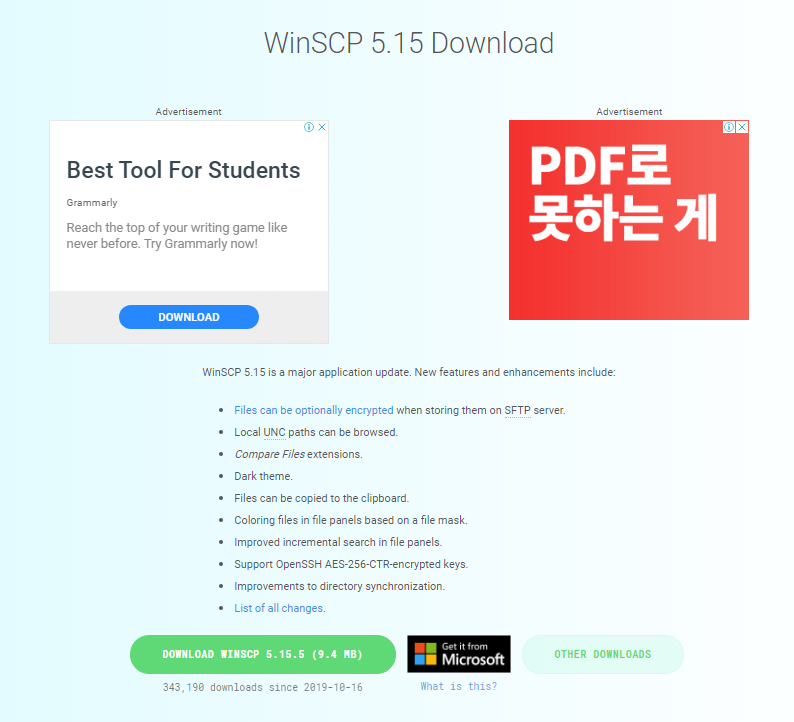 WinSCP 5.15 Download
Advertisement
Best Tool For Students
Grammarly
Reach the top of your writing game like
never before. Try Grammarly now!
DOWNLOAD
Advertisement
PDF로
못하는 게
WinSCP 5.15 is a major application update. New features and enhancements include:
Files can be optionally encrypted when storing them on SFTP server.
Local UNC paths can be browsed.
Compare Files extensions.
Dark theme.
Files can be copied to the clipboard.
Coloring files in file panels based on a file mask.
Improved incremental search in file panels.
Support OpenSSH AES-256-CTR-encrypted keys.
Improvements to directory synchronization.
List of all changes.
DOWNLOAD WINSCP 5.15.5 (9.4 MB)
343,190 downloads since 2019-10-16
Get it from
Microsoft
What is this?
OTHER DOWNLOADS